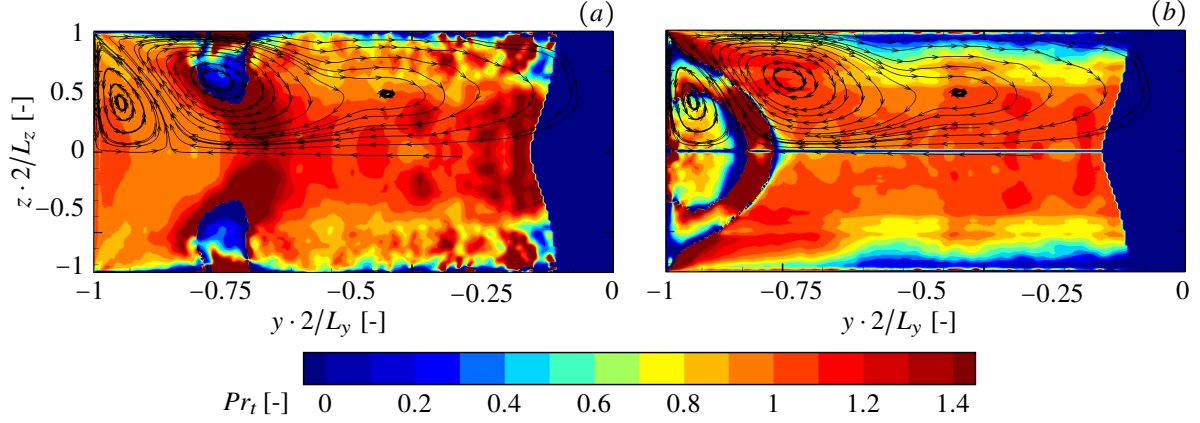 (a)
(b)
1
0.5
0
−0.5
−1
z · 2/L_z [-]
-1 -0.75 -0.5 -0.25 0
-1 -0.75 -0.5 -0.25 0
y · 2/L_y [-]
y · 2/L_y [-]
Pr_t [-]
0 0.2 0.4 0.6 0.8 1 1.2 1.4